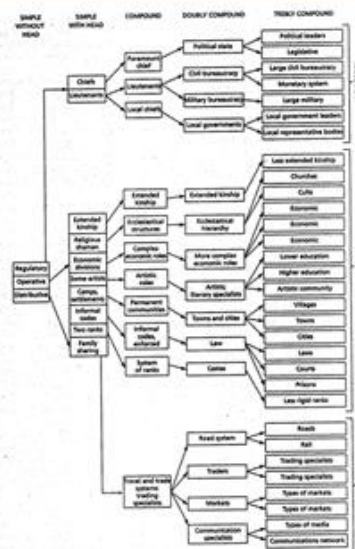 SIMPLE WITHOUT HEAD
SIMPLE WITH HEAD
COMPOUND
DOUBLY COMPOUND
TREBLY COMPOUND
Regulatory
Operative
Distributive
Chiefs
Lieutenants
Extended kinship
Religious shaman
Economic divisions
Some artists
Camps, settlements
Informal codes
Two ranks
Family sharing
Paramount chief
Lieutenants
Local chiefs
Extended kinship
Ecclesiastical structures
Complex economic roles
Artistic roles
Permanent communities
Informal codes, enforced
System of ranks
Travel and trade systems
trading specialists
Political state
Civil bureaucracy
Military bureaucracy
Local governments
Extended kinship
Ecclesiastical hierarchy
More complex economic roles
Artistic literary specialists
Towns and cities
Law
Castes
Road system
Traders
Markets
Communication specialists
Political leaders
Legislative
Large civil bureaucracy
Monetary system
Large military
Local government leaders
Local representative bodies
Less extended kinship
Churches
Cults
Economic
Economic
Economic
Lower education
Higher education
Artistic community
Villages
Towns
Cities
Laws
Courts
Prisons
Less rigid ranks
Roads
Rail
Trading specialists
Trading specialists
Types of markets
Types of markets
Types of media
Communications network